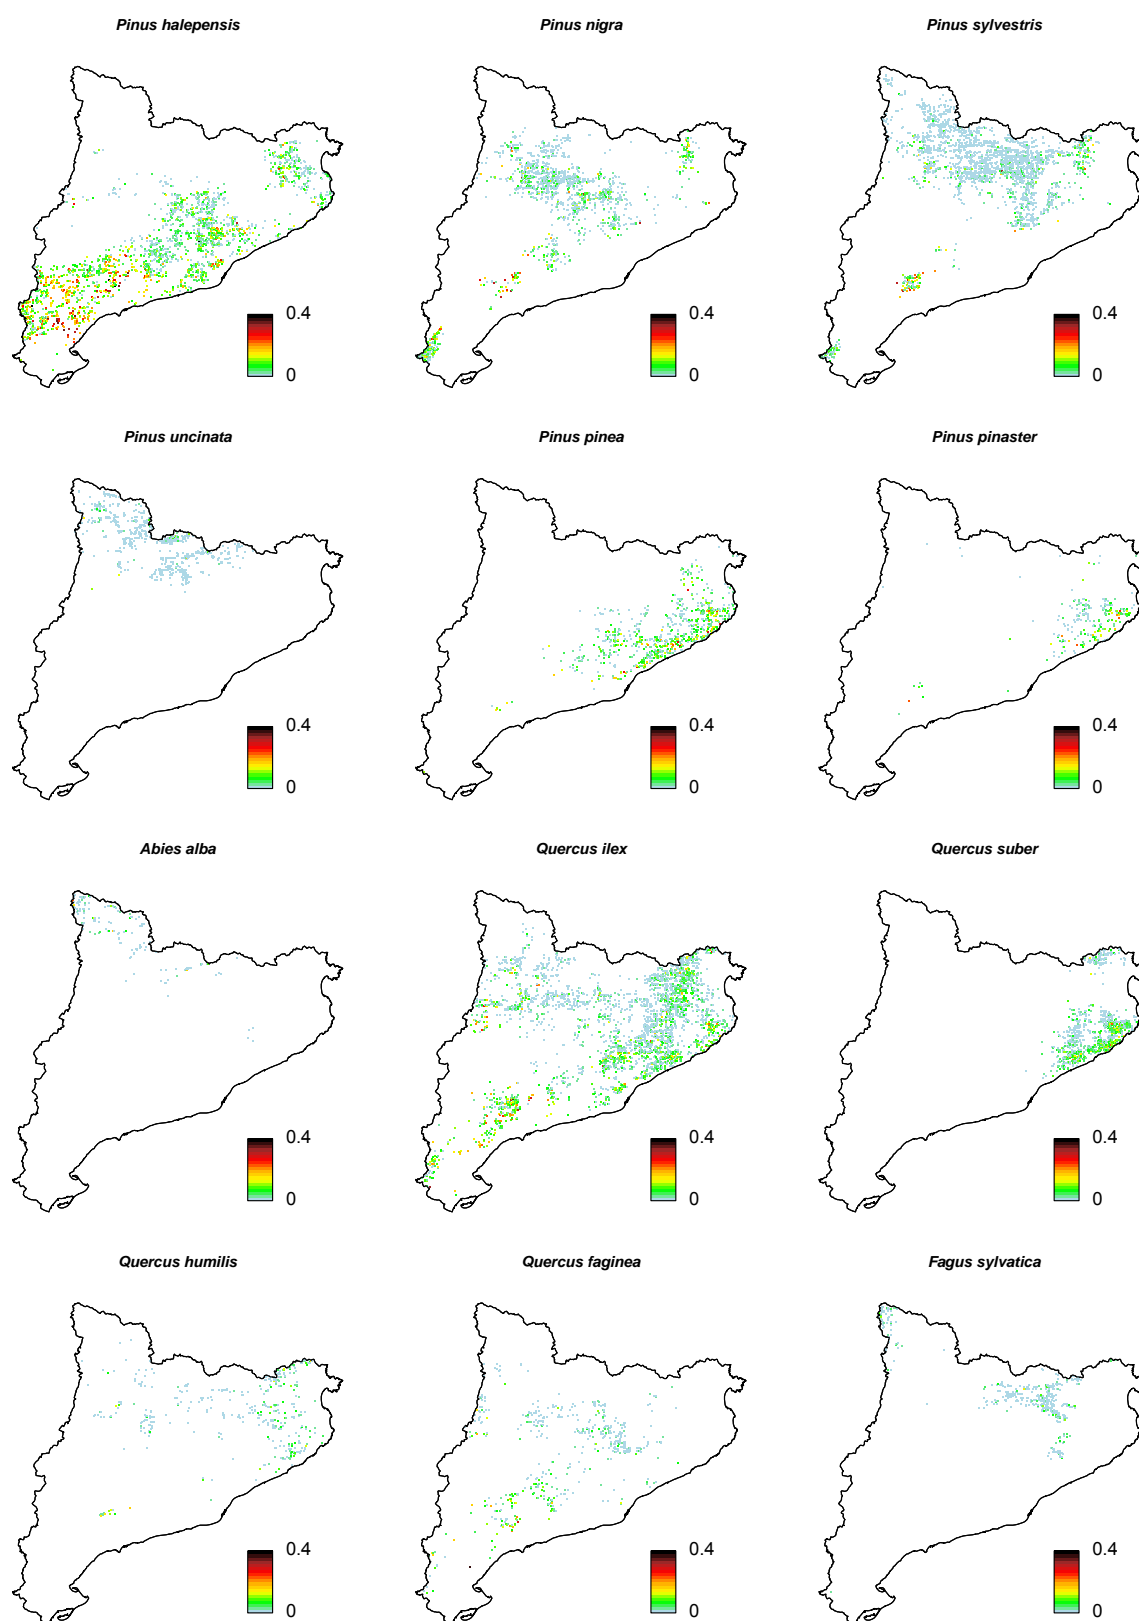 Pinus halepensis
Pinus nigra
Pinus sylvestris
0.4
0
0.4
0
0.4
0
Pinus uncinata
Pinus pinea
Pinus pinaster
0.4
0
0.4
0
0.4
0
Abies alba
Quercus ilex
Quercus suber
0.4
0
0.4
0
0.4
0
Quercus humilis
Quercus faginea
Fagus sylvatica
0.4
0
0.4
0
0.4
0